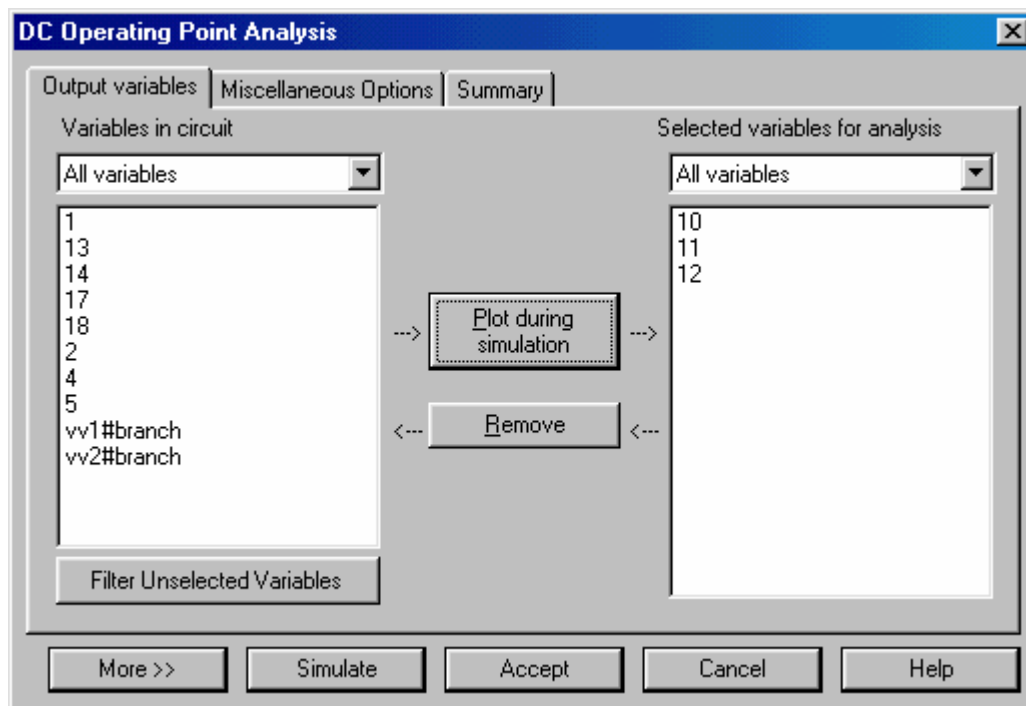 DC Operating Point Analysis
Output variables
Miscellaneous Options
Summary
Variables in circuit
All variables
1
13
14
17
18
2
4
5
vv1#branch
vv2#branch
Filter Unselected Variables
--->
Plot during
simulation
--->
<---
Remove
<---
Selected variables for analysis
All variables
10
11
12
More >>
Simulate
Accept
Cancel
Help